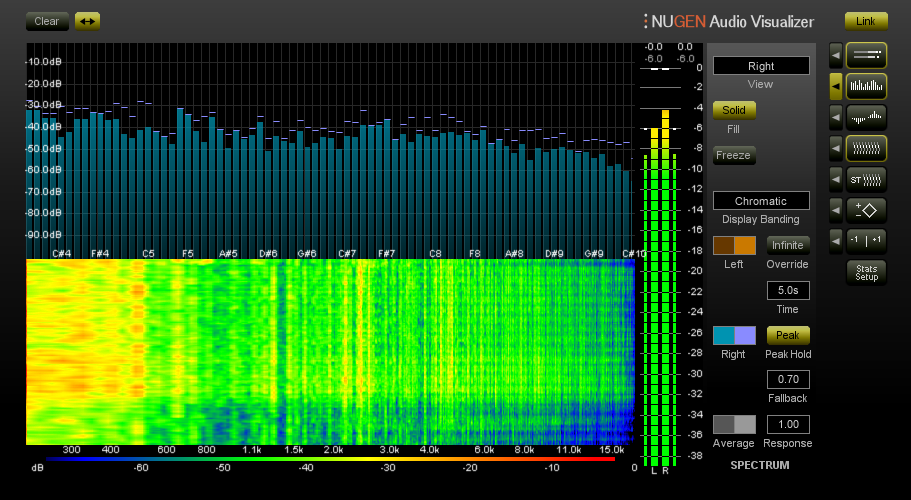 Clear
NUGEN Audio Visualizer
Link
-0.0 0.0
-6.0 -6.0
-10.0dB
-20.0dB
-30.0dB
-40.0dB
-50.0dB
-60.0dB
-70.0dB
-80.0dB
-90.0dB
C#4 F#4 C5 F5 A#5 D#6 G#6 C#7 F#7 C8 F8 A#8 D#9 G#9 C#10
0
-2
-4
-6
-8
-10
-12
-14
-16
-18
-20
-22
-24
-26
-28
-30
-32
-34
-36
-38
L R
Right
View
Solid
Fill
Freeze
Chromatic
Display Banding
Infinite
Left Override
5.0s
Time
Peak
Right Peak Hold
0.70
Fallback
1.00
Average Response
SPECTRUM
ST
+
-
-1 | +1
Stats
Setup
300 400 600 800 1.1k 1.5k 2.0k 3.0k 4.0k 6.0k 8.0k 11.0k 15.0k
dB -60 -50 -40 -30 -20 -10 0